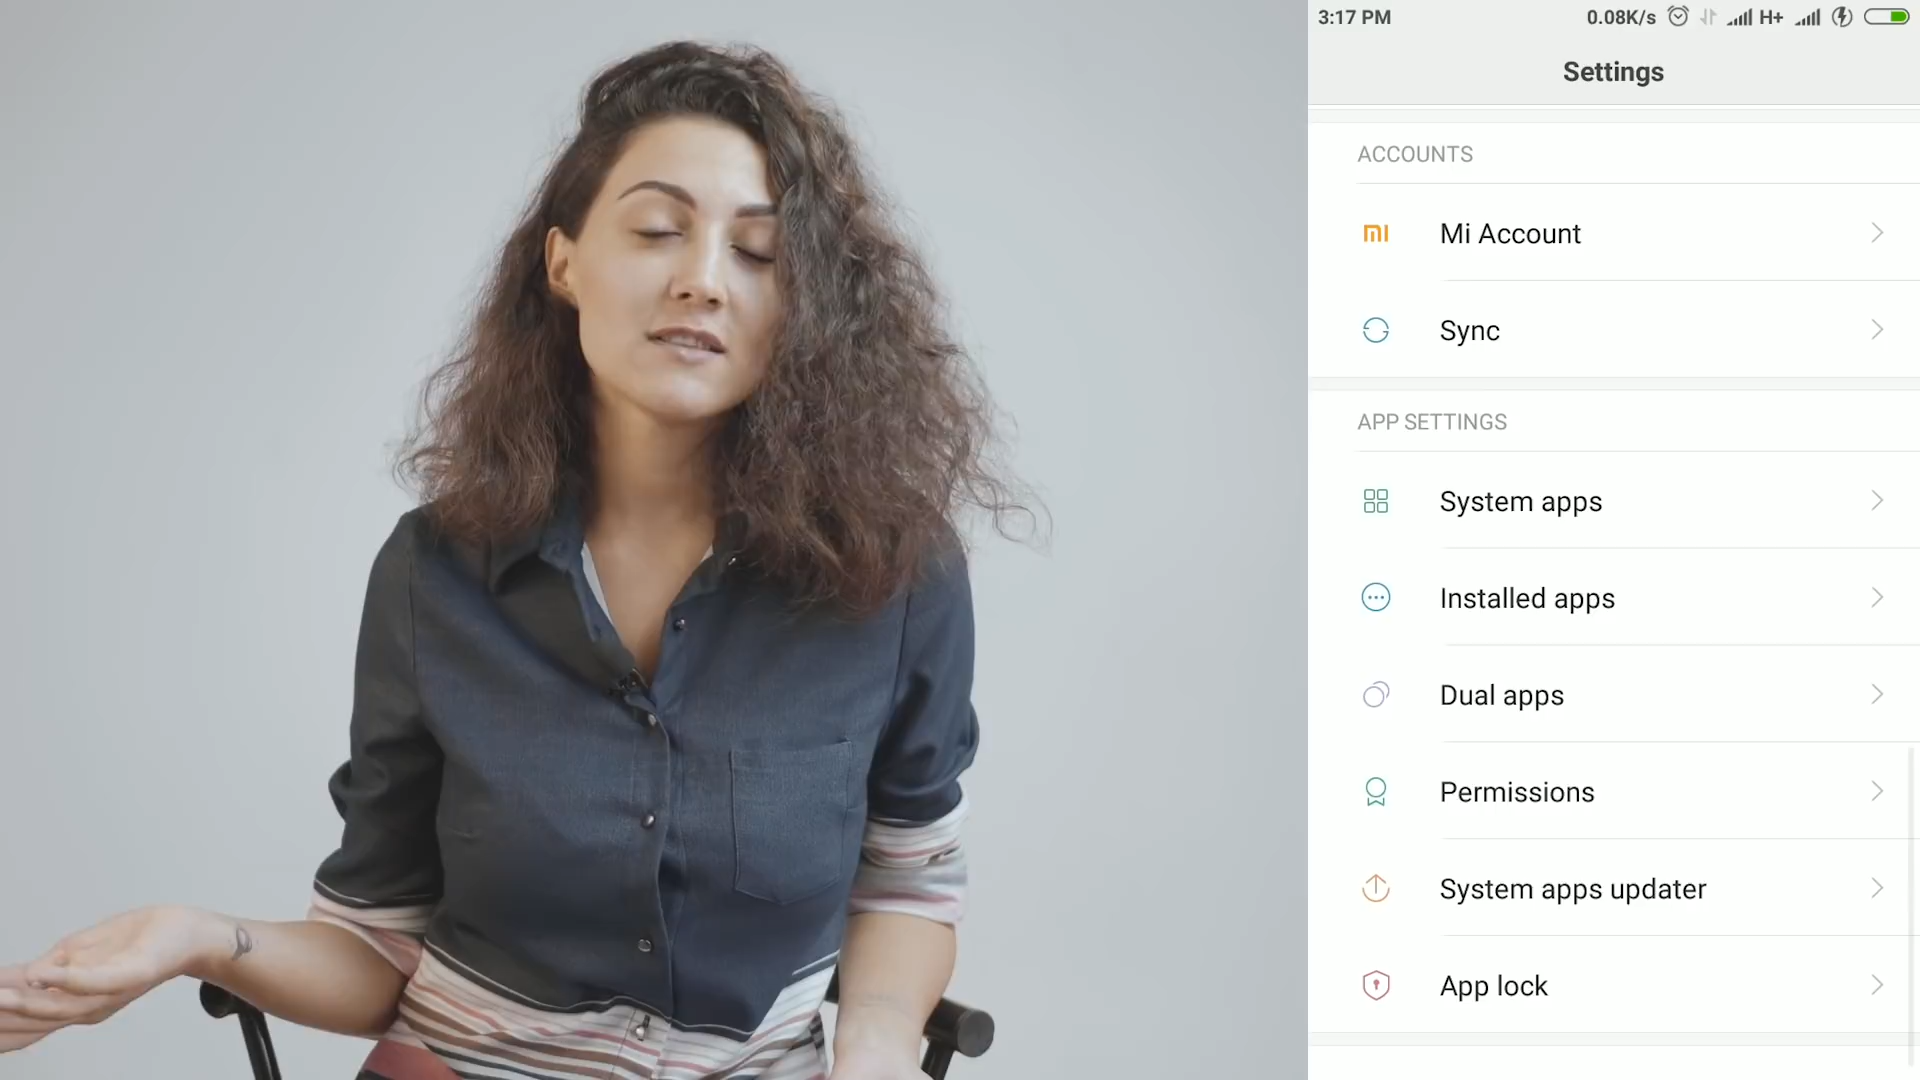 3:17 PM 0.08K/s H+
Settings
ACCOUNTS
Mi Account
Sync
APP SETTINGS
System apps
Installed apps
Dual apps
Permissions
System apps updater
App lock